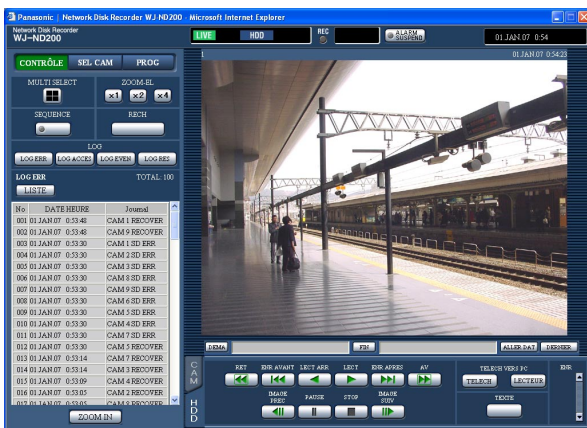 Panasonic | Network Disk Recorder WJ-ND200 - Microsoft Internet Explorer
Network Disk Recorder
WJ-ND200
LIVE HDD REC ALARM SUSPEND 01.JAN.07 0:54
CONTRÔLE SEL CAM PROG
1 01.JAN.07 0:54:23
MULTI SELECT ZOOM-EL
x1 x2 x4
SEQUENCE RECH
LOG
LOG ERR LOG ACCES LOG EVEN LOG RES
LOG ERR TOTAL: 100
LISTE
No DATE HEURE Journal
001 01.JAN.07 0:53:48 CAM 1 RECOVER
002 01.JAN.07 0:53:48 CAM 9 RECOVER
003 01.JAN.07 0:53:30 CAM 1 SD ERR
004 01.JAN.07 0:53:30 CAM 2 SD ERR
005 01.JAN.07 0:53:30 CAM 3 SD ERR
006 01.JAN.07 0:53:30 CAM 8 SD ERR
007 01.JAN.07 0:53:30 CAM 9 SD ERR
008 01.JAN.07 0:53:30 CAM 6 SD ERR
009 01.JAN.07 0:53:30 CAM 5 SD ERR
010 01.JAN.07 0:53:30 CAM 4 SD ERR
011 01.JAN.07 0:53:30 CAM 7 SD ERR
012 01.JAN.07 0:53:30 CAM 5 RECOVER
013 01.JAN.07 0:53:14 CAM 7 RECOVER
014 01.JAN.07 0:53:14 CAM 3 RECOVER
015 01.JAN.07 0:53:09 CAM 4 RECOVER
016 01.JAN.07 0:53:05 CAM 2 RECOVER
017 01.JAN.07 0:53:05 CAM 8 RECOVER
ZOOM IN
DEMA FIN ALLER DAT DERNIER
CAM
HDD
RET ENR AVANT LECT ARR LECT ENR APRES AV
IMAGE PREC PAUSE STOP IMAGE SUIV
TELECH VERS PC
TELECH LECTEUR
TEXTE
ENR